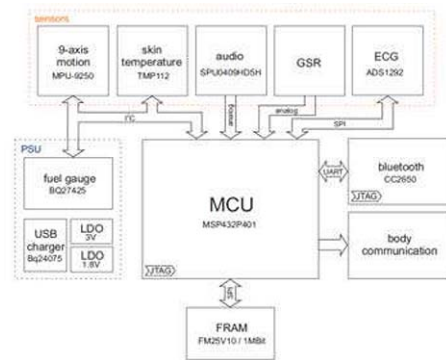 sensors
9-axis
motion
MPU-9250
skin
temperature
TMP112
audio
SPU0409HD5H
GSR
ECG
ADS1292
I²C
analog
analog
SPI
PSU
fuel gauge
BQ27425
USB
charger
Bq24075
LDO
3V
LDO
1.8V
MCU
MSP432P401
JTAG
UART
bluetooth
CC2650
JTAG
body
communication
SPI
FRAM
FM25V10 / 1MBit